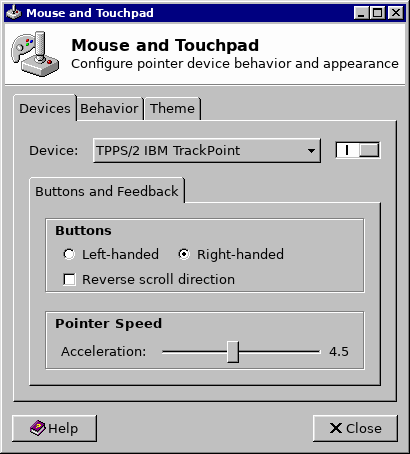 Mouse and Touchpad
Mouse and Touchpad
Configure pointer device behavior and appearance
Devices Behavior Theme
Device: TPPS/2 IBM TrackPoint
Buttons and Feedback
Buttons
Left-handed Right-handed
Reverse scroll direction
Pointer Speed
Acceleration: 4.5
Help Close